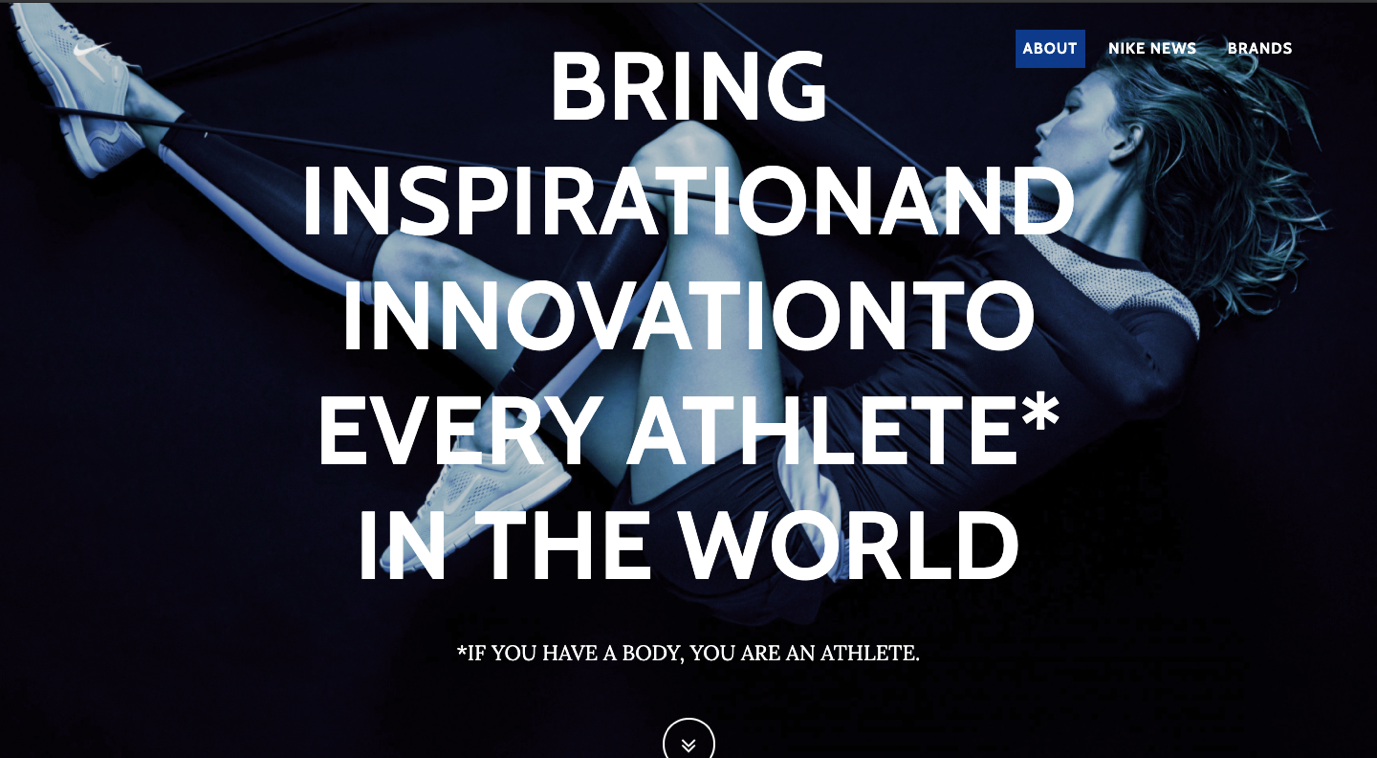 ABOUT
NIKE NEWS
BRANDS
BRING
INSPIRATIONAND
INNOVATIONTO
EVERY ATHLETE*
IN THE WORLD
*IF YOU HAVE A BODY, YOU ARE AN ATHLETE.